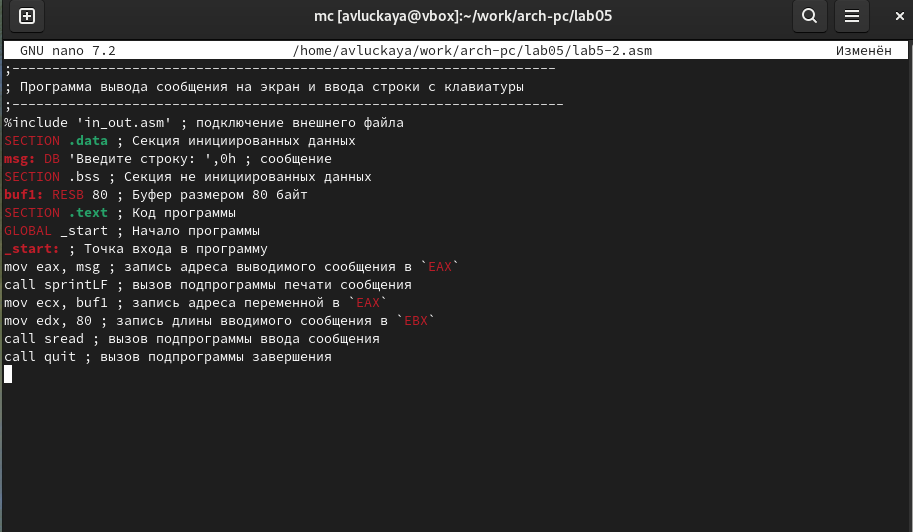 mc [avluckaya@vbox]:~/work/arch-pc/lab05
GNU nano 7.2 /home/avluckaya/work/arch-pc/lab05/lab5-2.asm Изменён
;--------------------------------------------------------------------
; Программа вывода сообщения на экран и ввода строки с клавиатуры
;---------------------------------------------------------------------
%include 'in_out.asm' ; подключение внешнего файла
SECTION .data ; Секция инициированных данных
msg: DB 'Введите строку: ',0h ; сообщение
SECTION .bss ; Секция не инициированных данных
buf1: RESB 80 ; Буфер размером 80 байт
SECTION .text ; Код программы
GLOBAL _start ; Начало программы
_start: ; Точка входа в программу
mov eax, msg ; запись адреса выводимого сообщения в `EAX`
call sprintLF ; вызов подпрограммы печати сообщения
mov ecx, buf1 ; запись адреса переменной в `EAX`
mov edx, 80 ; запись длины вводимого сообщения в `EBX`
call sread ; вызов подпрограммы ввода сообщения
call quit ; вызов подпрограммы завершения